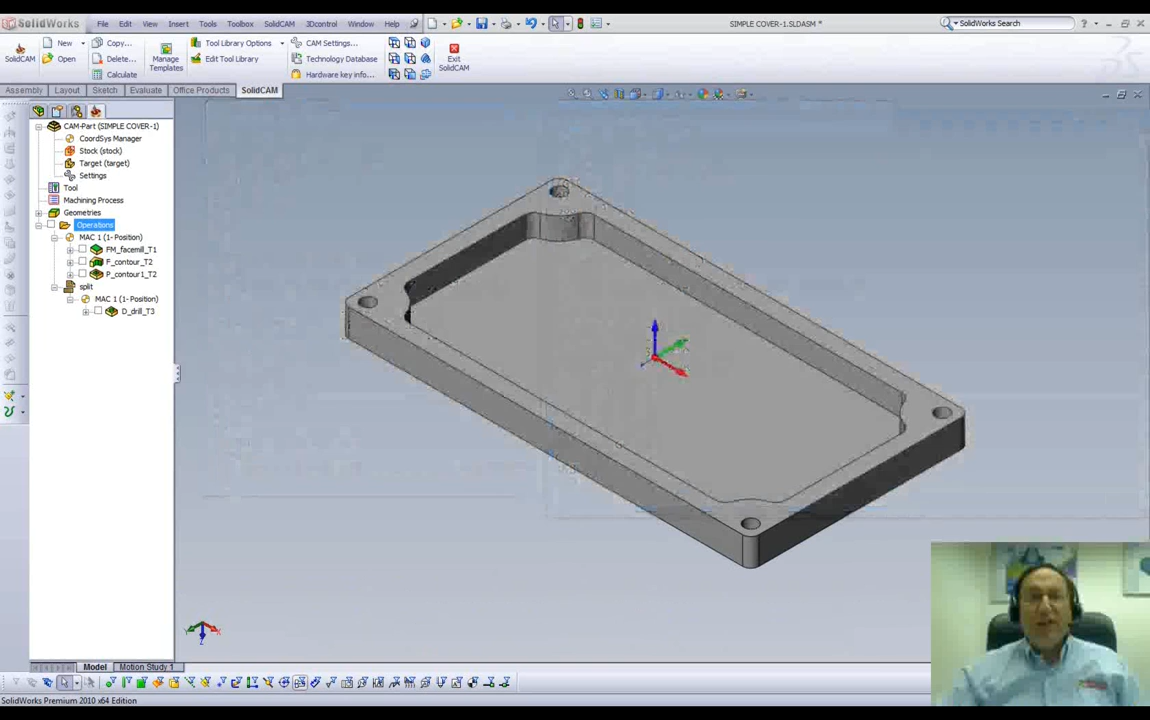 SolidWorks File Edit View Insert Tools Toolbox SolidCAM 3Dcontrol Window Help SIMPLE COVER-1.SLDASM * SolidWorks Search
SolidCAM
New
Open
Copy...
Delete...
Calculate
Manage Templates
Tool Library Options
Edit Tool Library
CAM Settings...
Technology Database
Hardware key info...
Exit SolidCAM
Assembly Layout Sketch Evaluate Office Products SolidCAM
CAM-Part (SIMPLE COVER-1)
CoordSys Manager
Stock (stock)
Target (target)
Settings
Tool
Machining Process
Geometries
Operations
MAC 1 (1- Position)
FM_facemill_T1
F_contour_T2
P_contour1_T2
split
MAC 1 (1- Position)
D_drill_T3
Model Motion Study 1
SolidWorks Premium 2010 x64 Edition